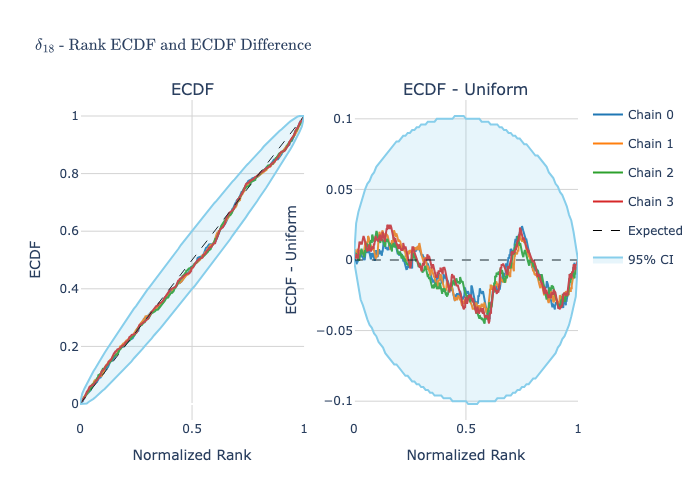 δ₁₈ - Rank ECDF and ECDF Difference
ECDF
ECDF
0
0.2
0.4
0.6
0.8
1
0
0.5
1
Normalized Rank
ECDF - Uniform
ECDF - Uniform
0.1
0.05
0
−0.05
−0.1
0
0.5
1
Normalized Rank
Chain 0
Chain 1
Chain 2
Chain 3
Expected
95% CI